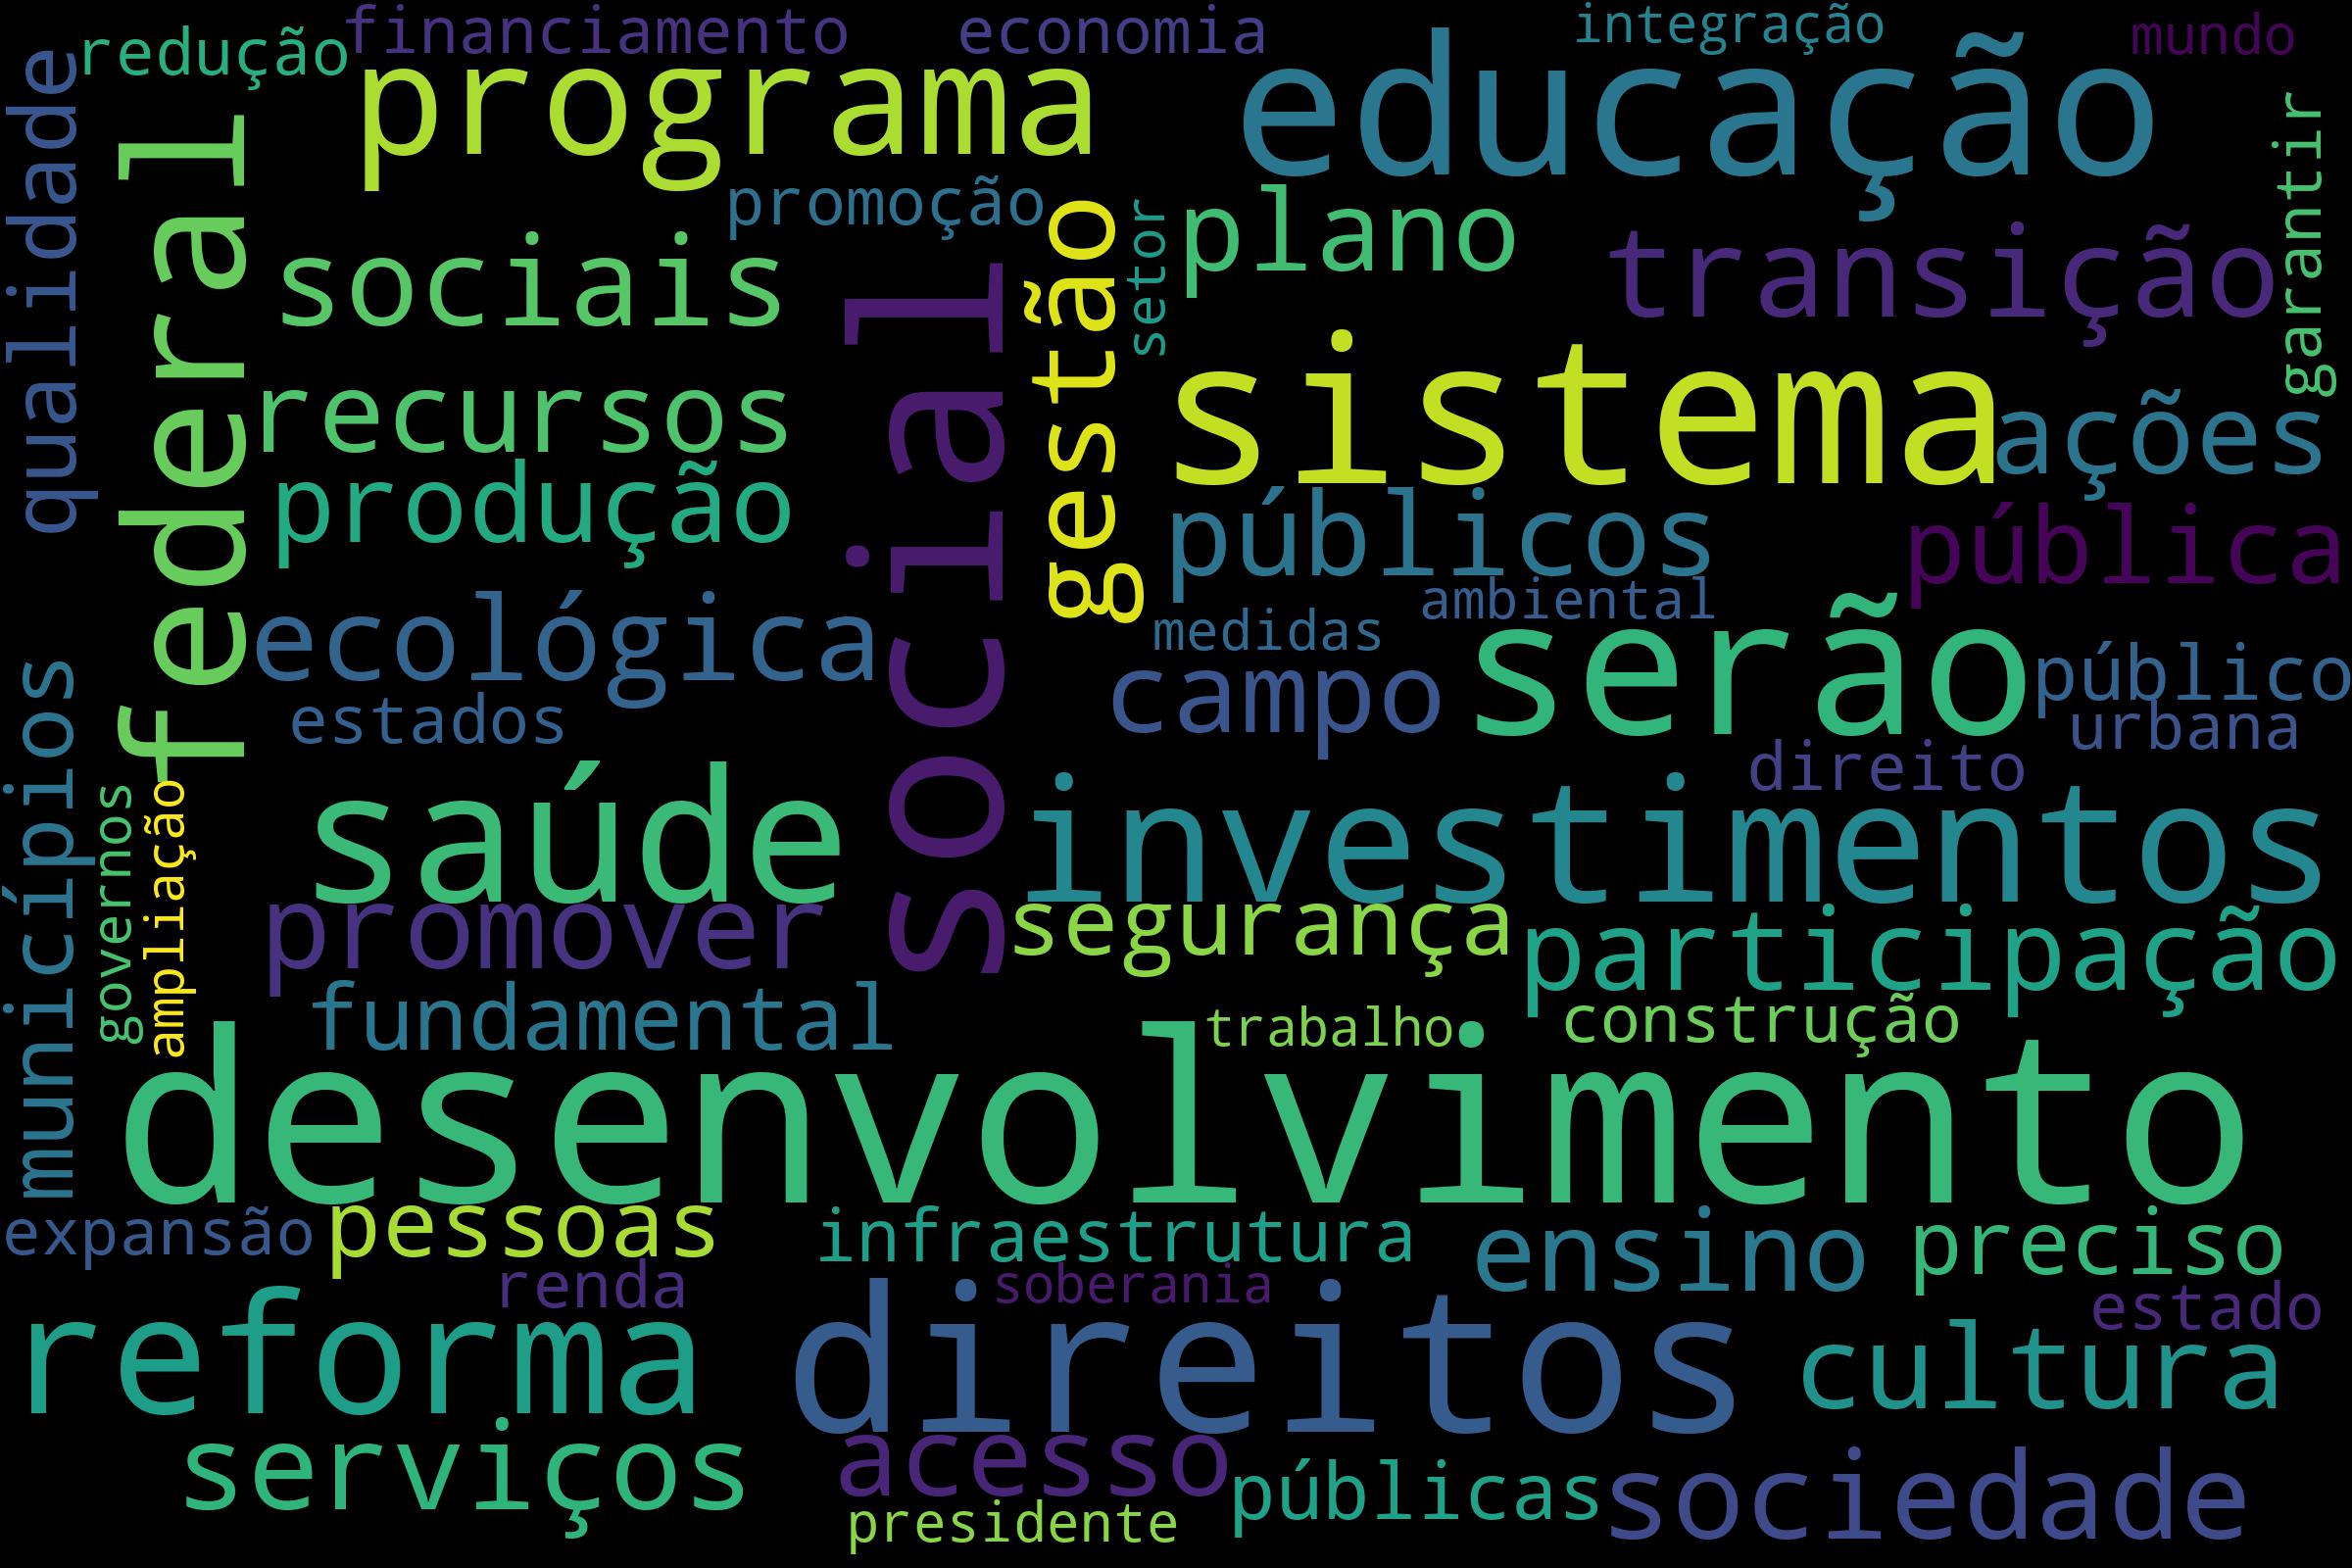 redução
financiamento
economia
integração
mundo
qualidade
programa
educação
garantir
federal
promoção
gestão
setor
plano
transição
sociais
social
sistema
recursos
ações
produção
públicos
pública
ecológica
medidas
ambiental
serão
estados
campo
público
urbana
municípios
direito
governos
ampliação
saúde
investimentos
promover
segurança
participação
fundamental
trabalho
construção
desenvolvimento
expansão
pessoas
infraestrutura
ensino
preciso
renda
soberania
estado
reforma
direitos
cultura
serviços
acesso
públicas
sociedade
presidente